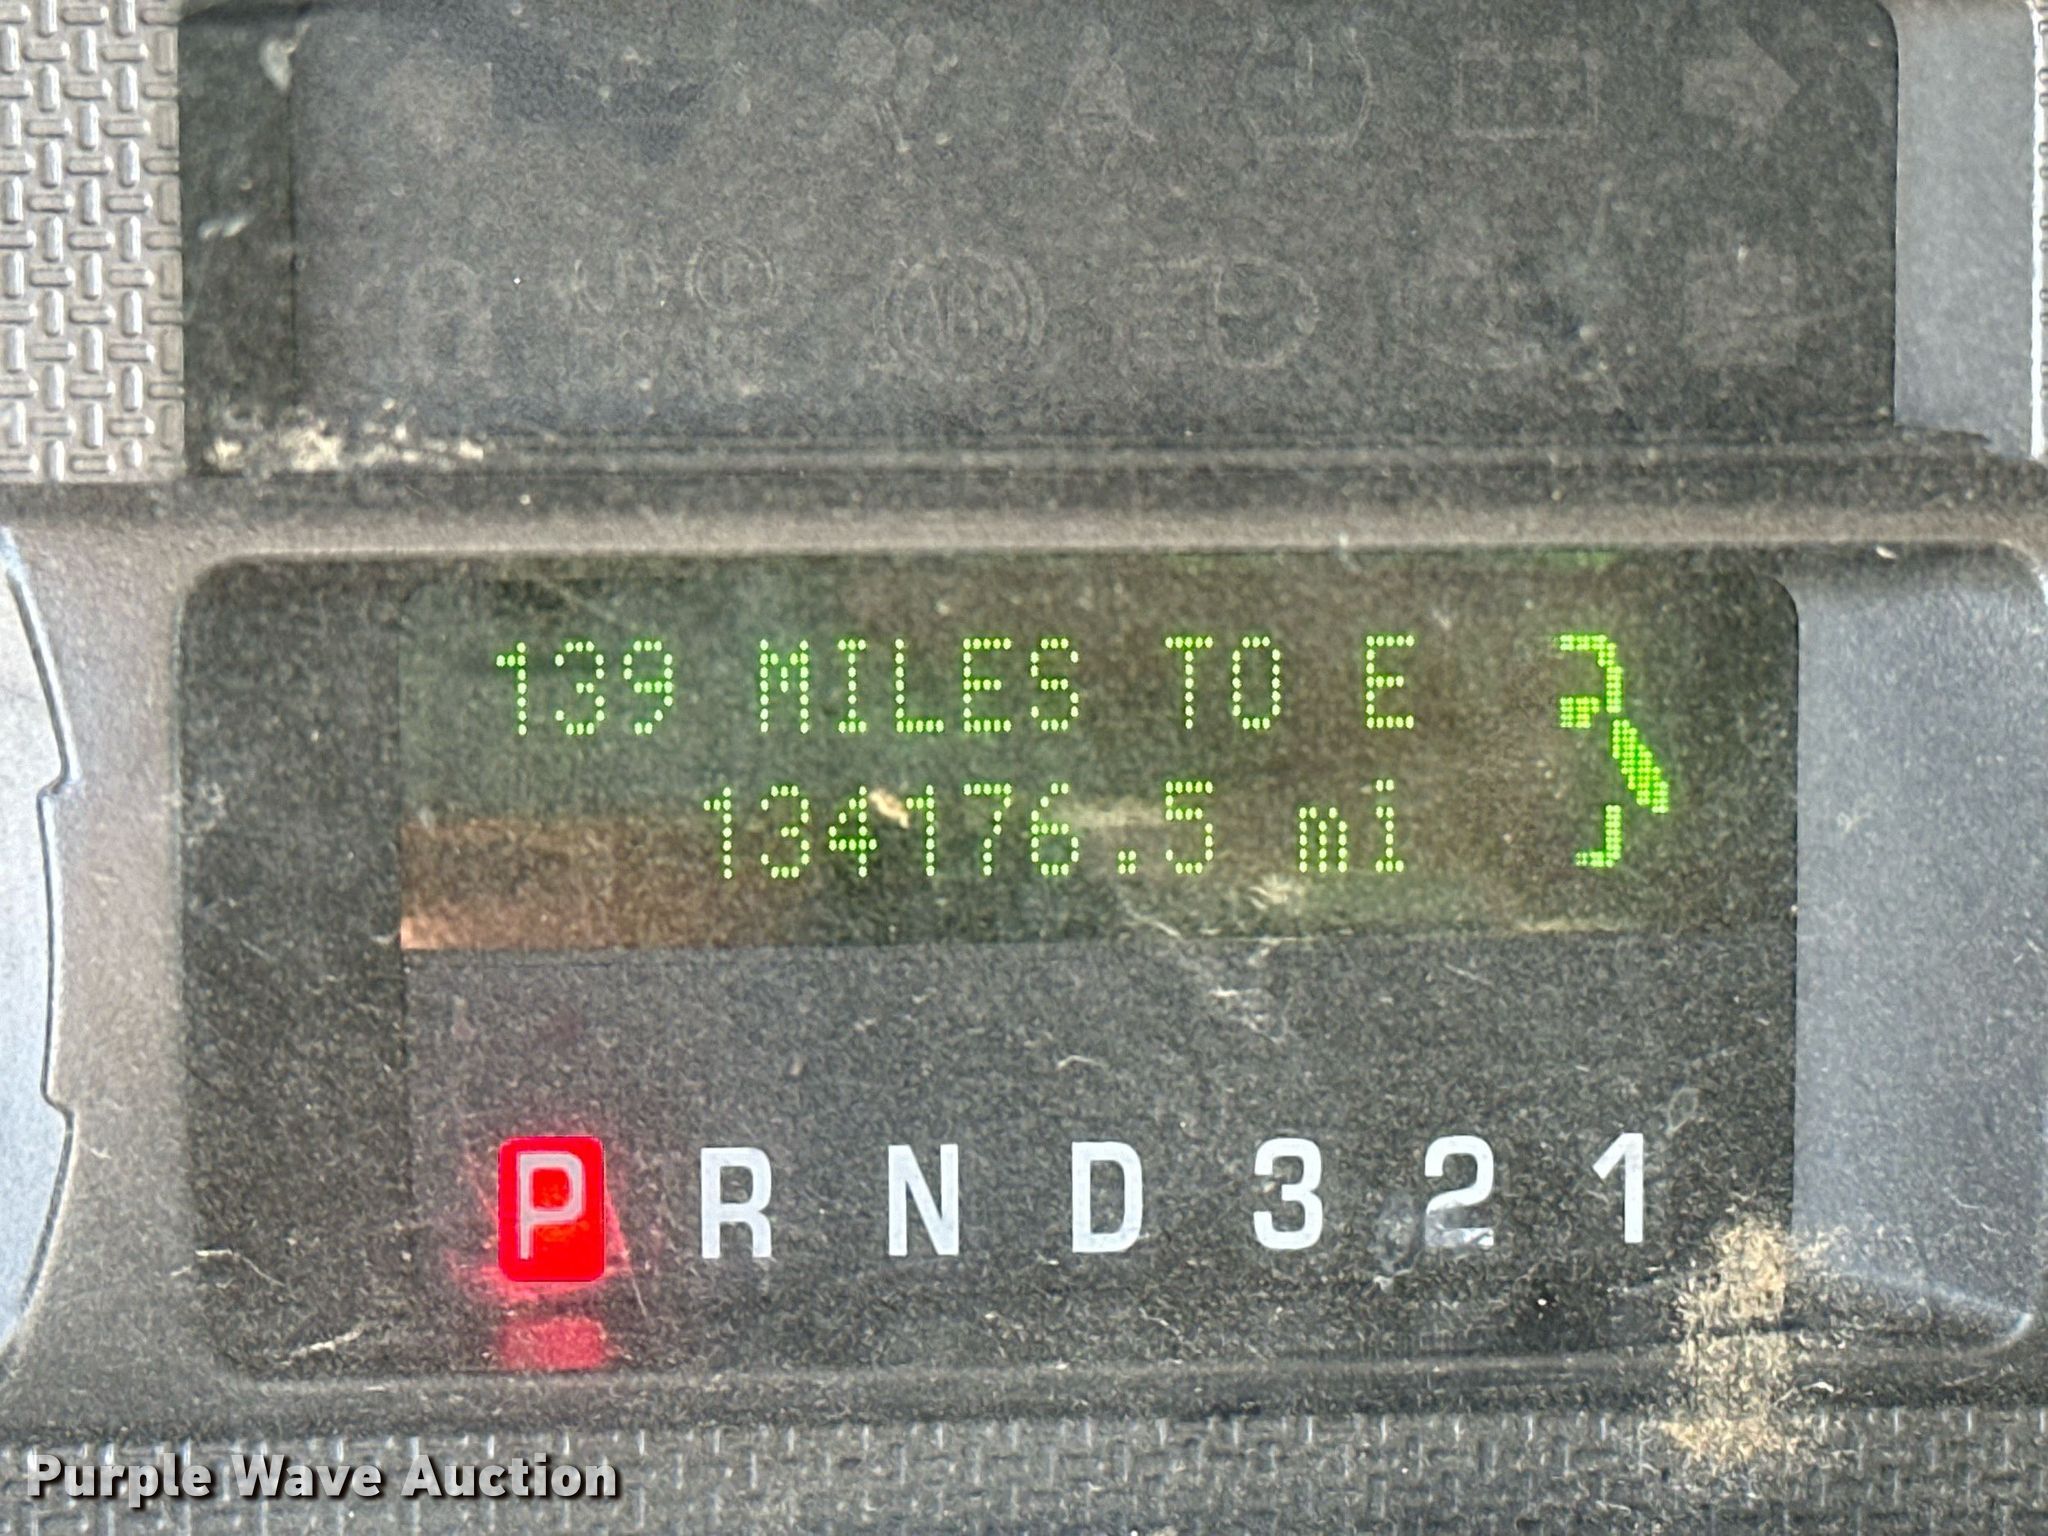 139 MILES TO E
134176.5 mi
P R N D 3 2 1
Purple Wave Auction